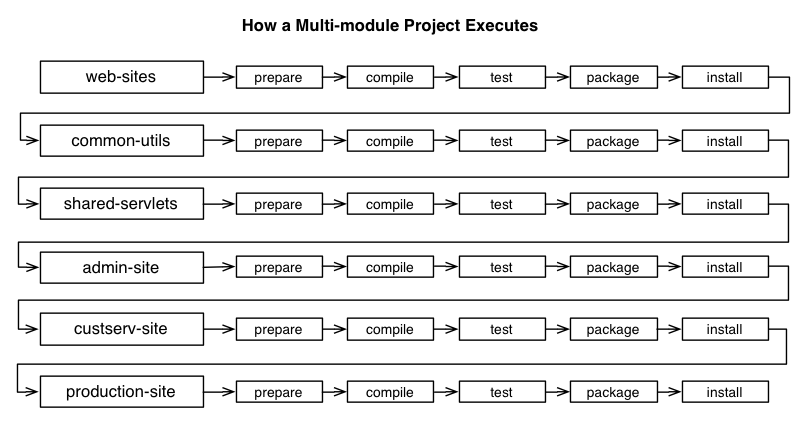 How a Multi-module Project Executes
web-sites prepare compile test package install
common-utils prepare compile test package install
shared-servlets prepare compile test package install
admin-site prepare compile test package install
custserv-site prepare compile test package install
production-site prepare compile test package install